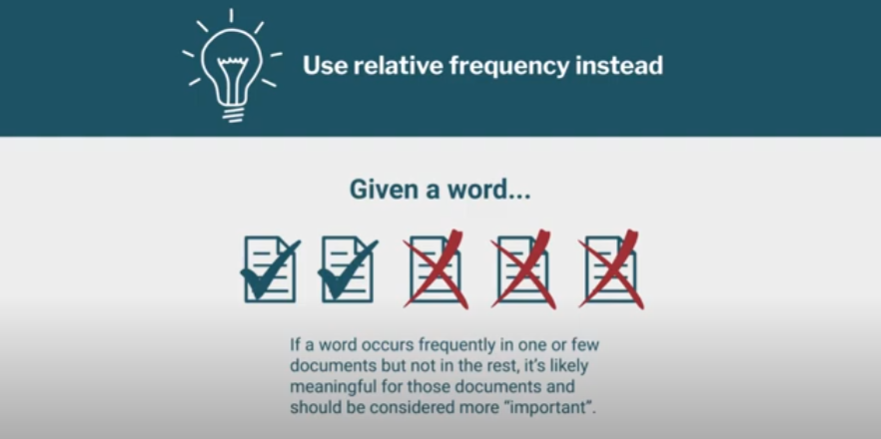 Use relative frequency instead
Given a word...
If a word occurs frequently in one or few
documents but not in the rest, it's likely
meaningful for those documents and
should be considered more “important”.